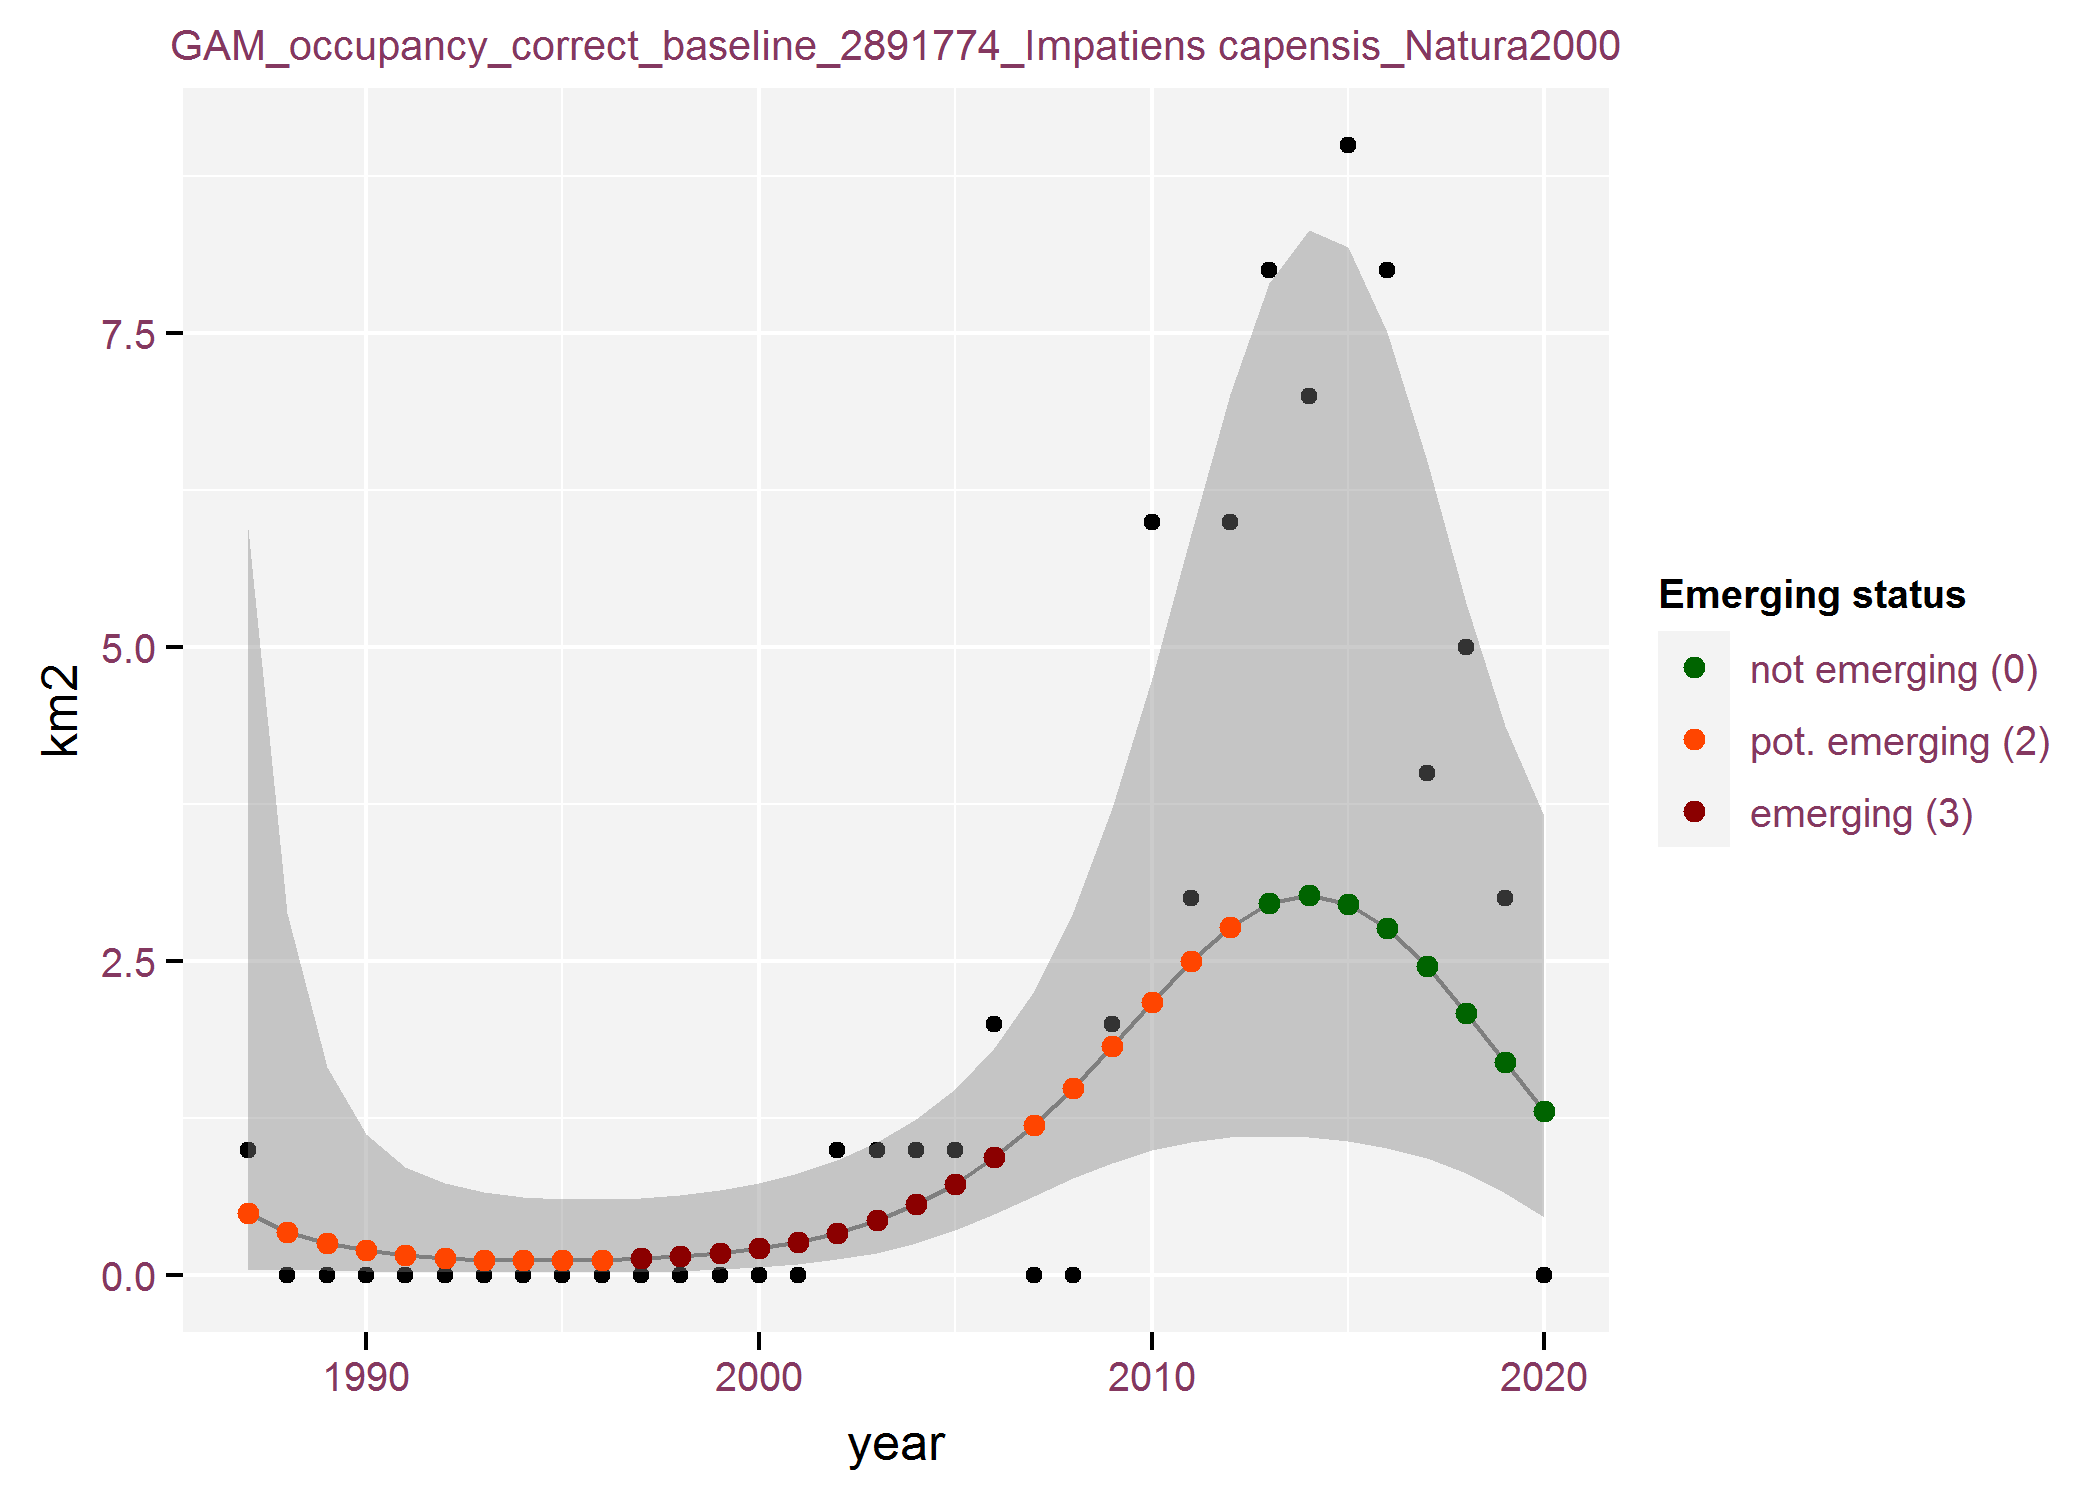 GAM_occupancy_correct_baseline_2891774_Impatiens capensis_Natura2000
7.5
5.0
2.5
0.0
km2
1990 2000 2010 2020
year
Emerging status
not emerging (0)
pot. emerging (2)
emerging (3)